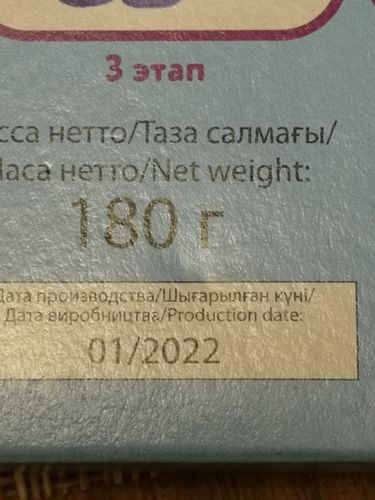 3 этап
сса нетто/Таза салмағы/
Маса нетто/Net weight:
180 г
Дата производства/Шығарылған күні/
Дата виробництва/Production date:
01/2022